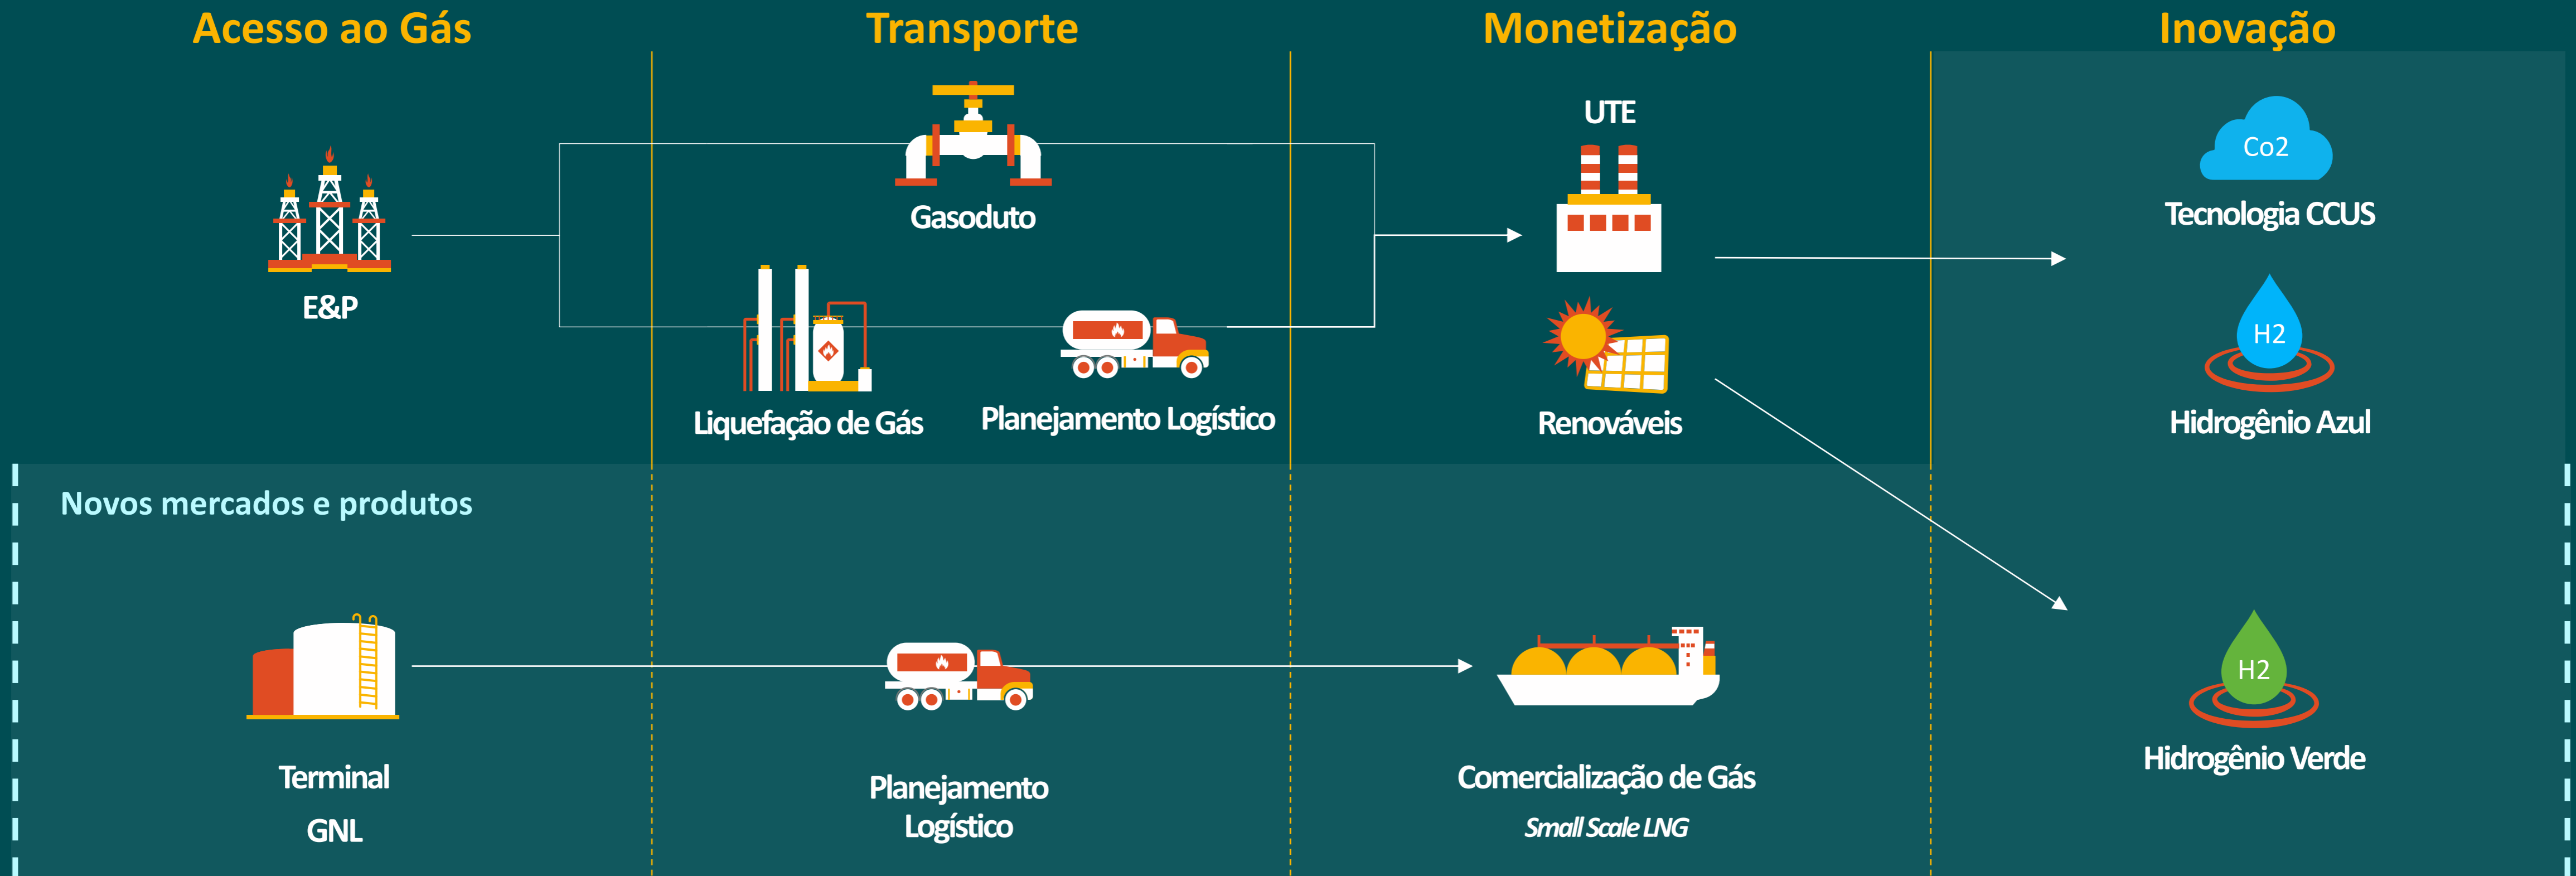 Acesso ao Gás
Transporte
Monetização
Inovação
E&P
Gasoduto
Liquefação de Gás
Planejamento Logístico
UTE
Renováveis
Co2
Tecnologia CCUS
H2
Hidrogênio Azul
Novos mercados e produtos
Terminal
GNL
Planejamento
Logístico
Comercialização de Gás
Small Scale LNG
H2
Hidrogênio Verde